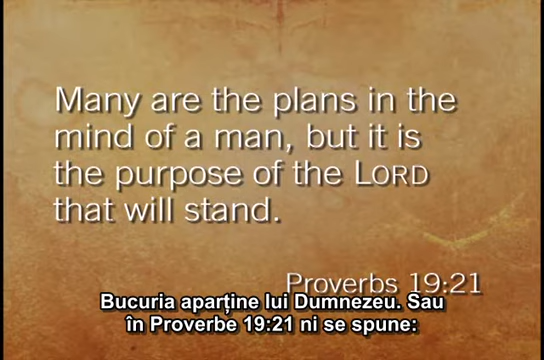 Many are the plans in the
mind of a man, but it is
the purpose of the LORD
that will stand.
Proverbs 19:21
Bucuria aparține lui Dumnezeu. Sau
în Proverbe 19:21 ni se spune: